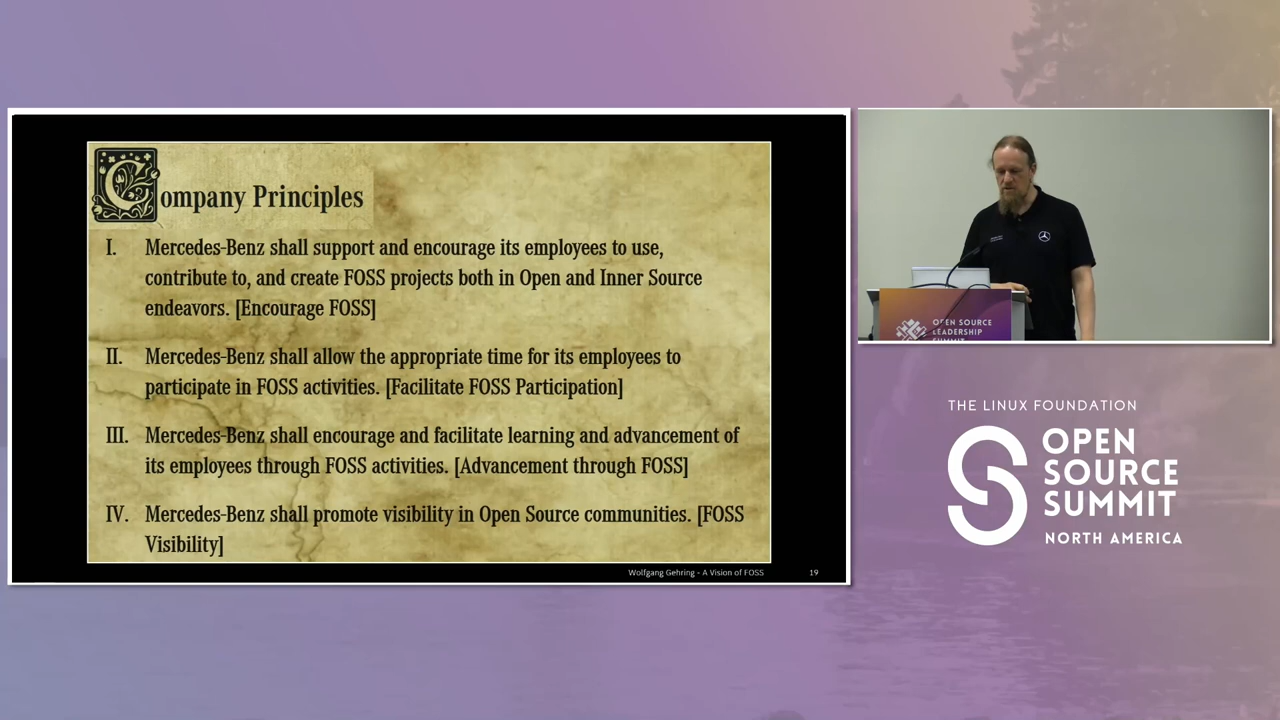 Company Principles
I. Mercedes-Benz shall support and encourage its employees to use,
contribute to, and create FOSS projects both in Open and Inner Source
endeavors. [Encourage FOSS]
II. Mercedes-Benz shall allow the appropriate time for its employees to
participate in FOSS activities. [Facilitate FOSS Participation]
III. Mercedes-Benz shall encourage and facilitate learning and advancement of
its employees through FOSS activities. [Advancement through FOSS]
IV. Mercedes-Benz shall promote visibility in Open Source communities. [FOSS
Visibility]
Wolfgang Gehring - A Vision of FOSS 19
OPEN SOURCE
LEADERSHIP
SUMMIT
THE LINUX FOUNDATION
OPEN
SOURCE
SUMMIT
NORTH AMERICA